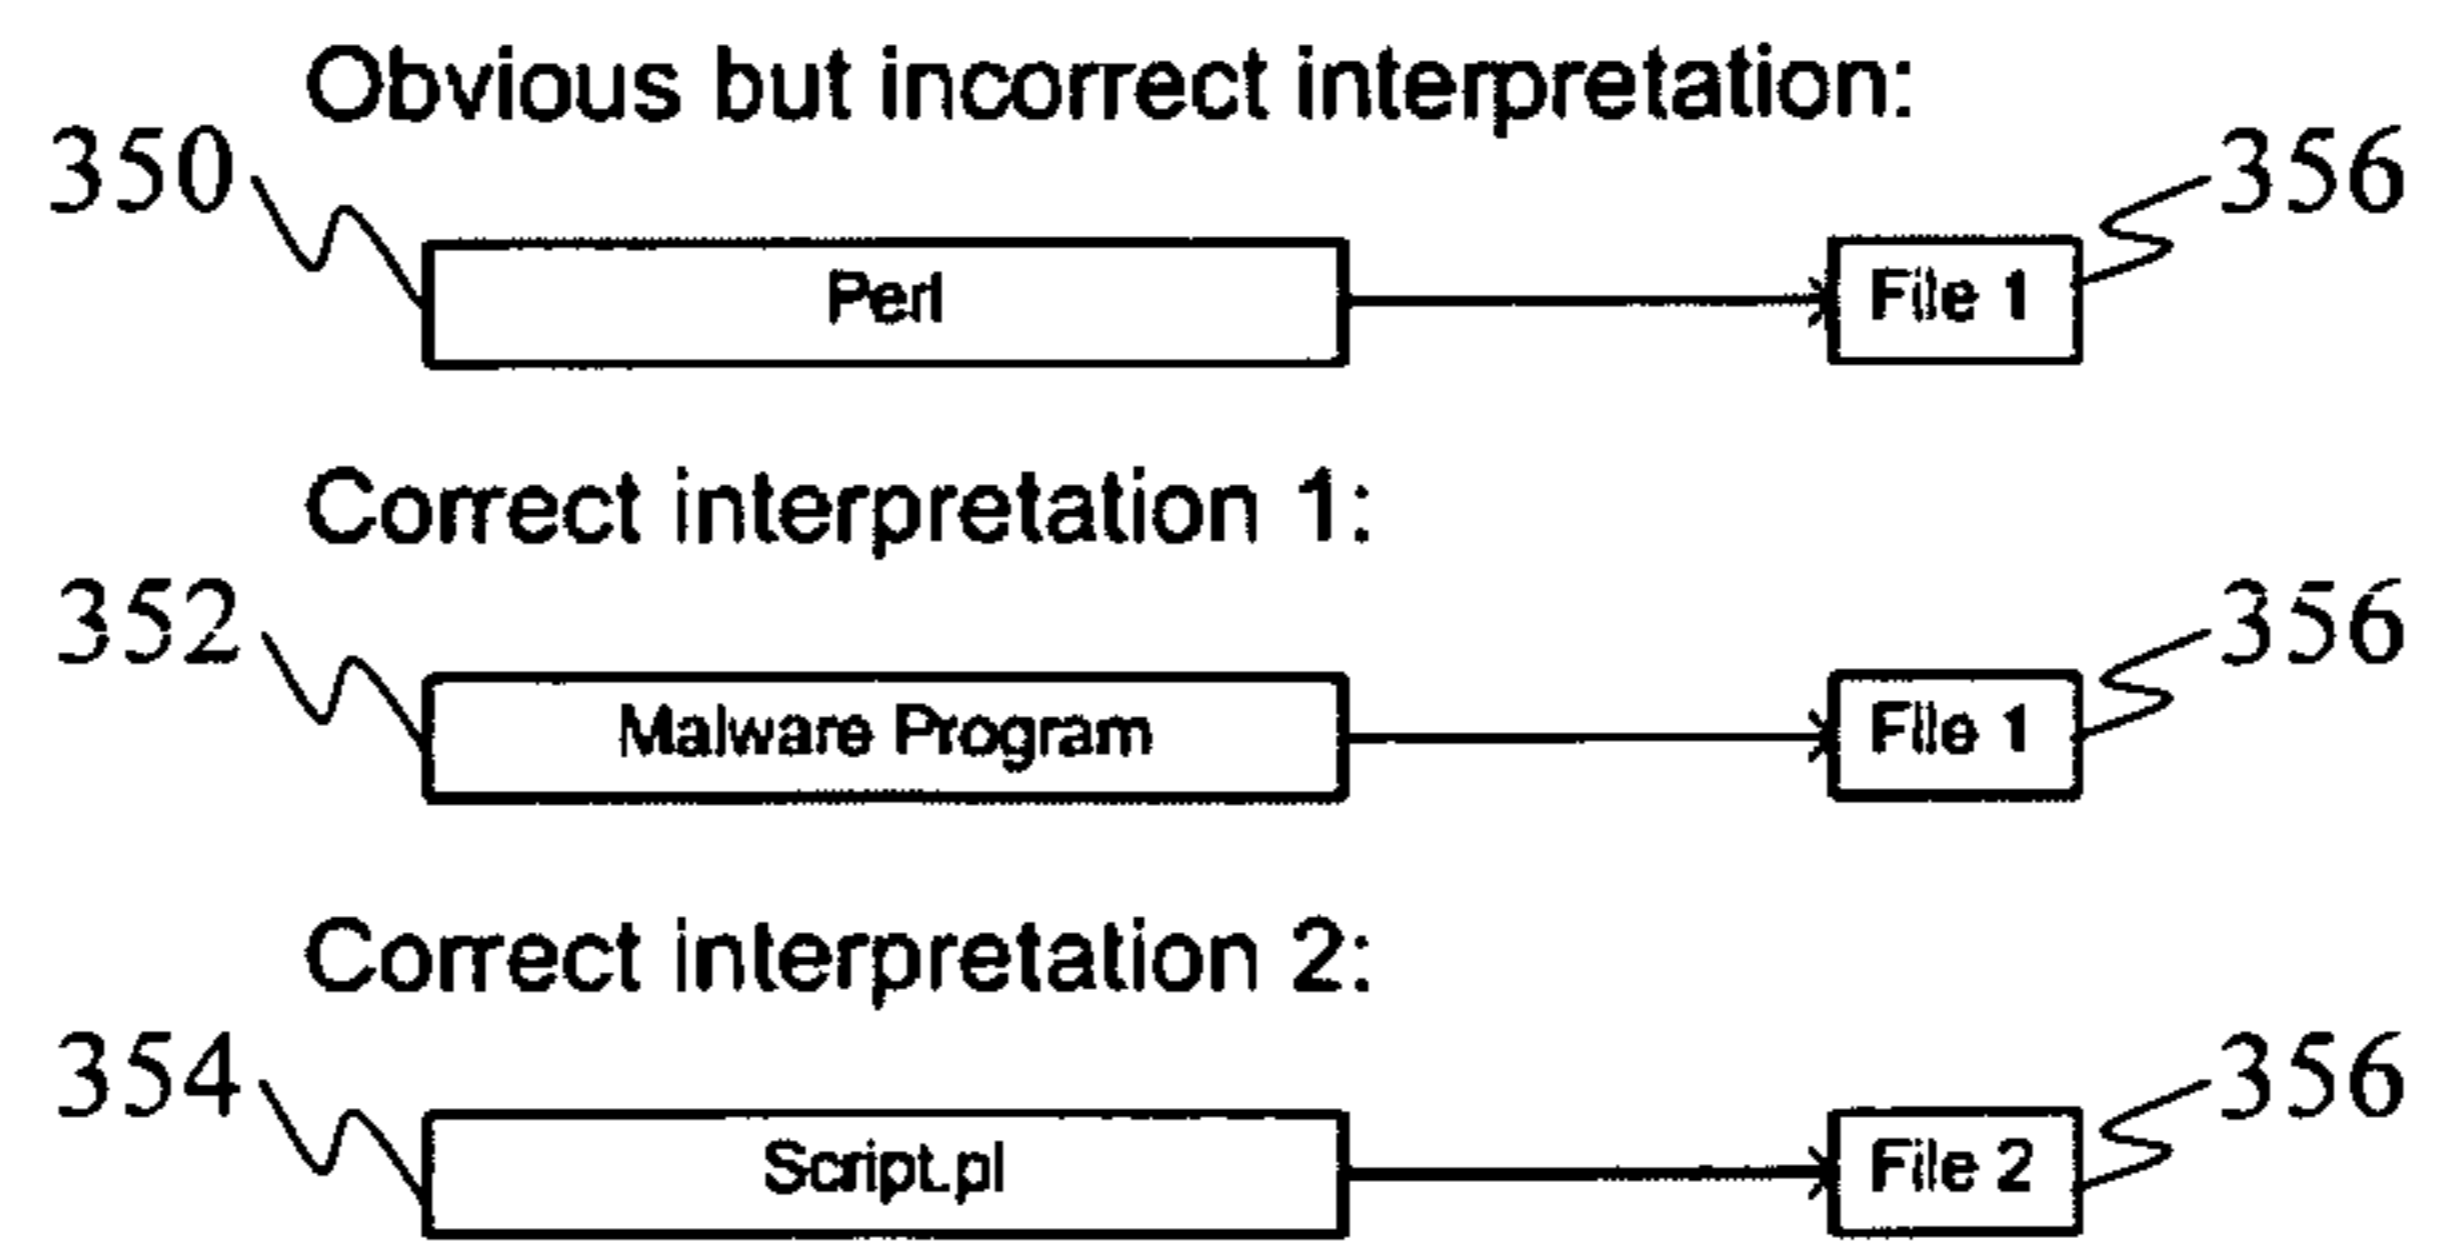 Obvious but incorrect interpretation:
350
356
Perl
File 1
Correct interpretation 1:
352
356
Malware Program
File 1
Correct interpretation 2:
354
356
Script.pl
File 2